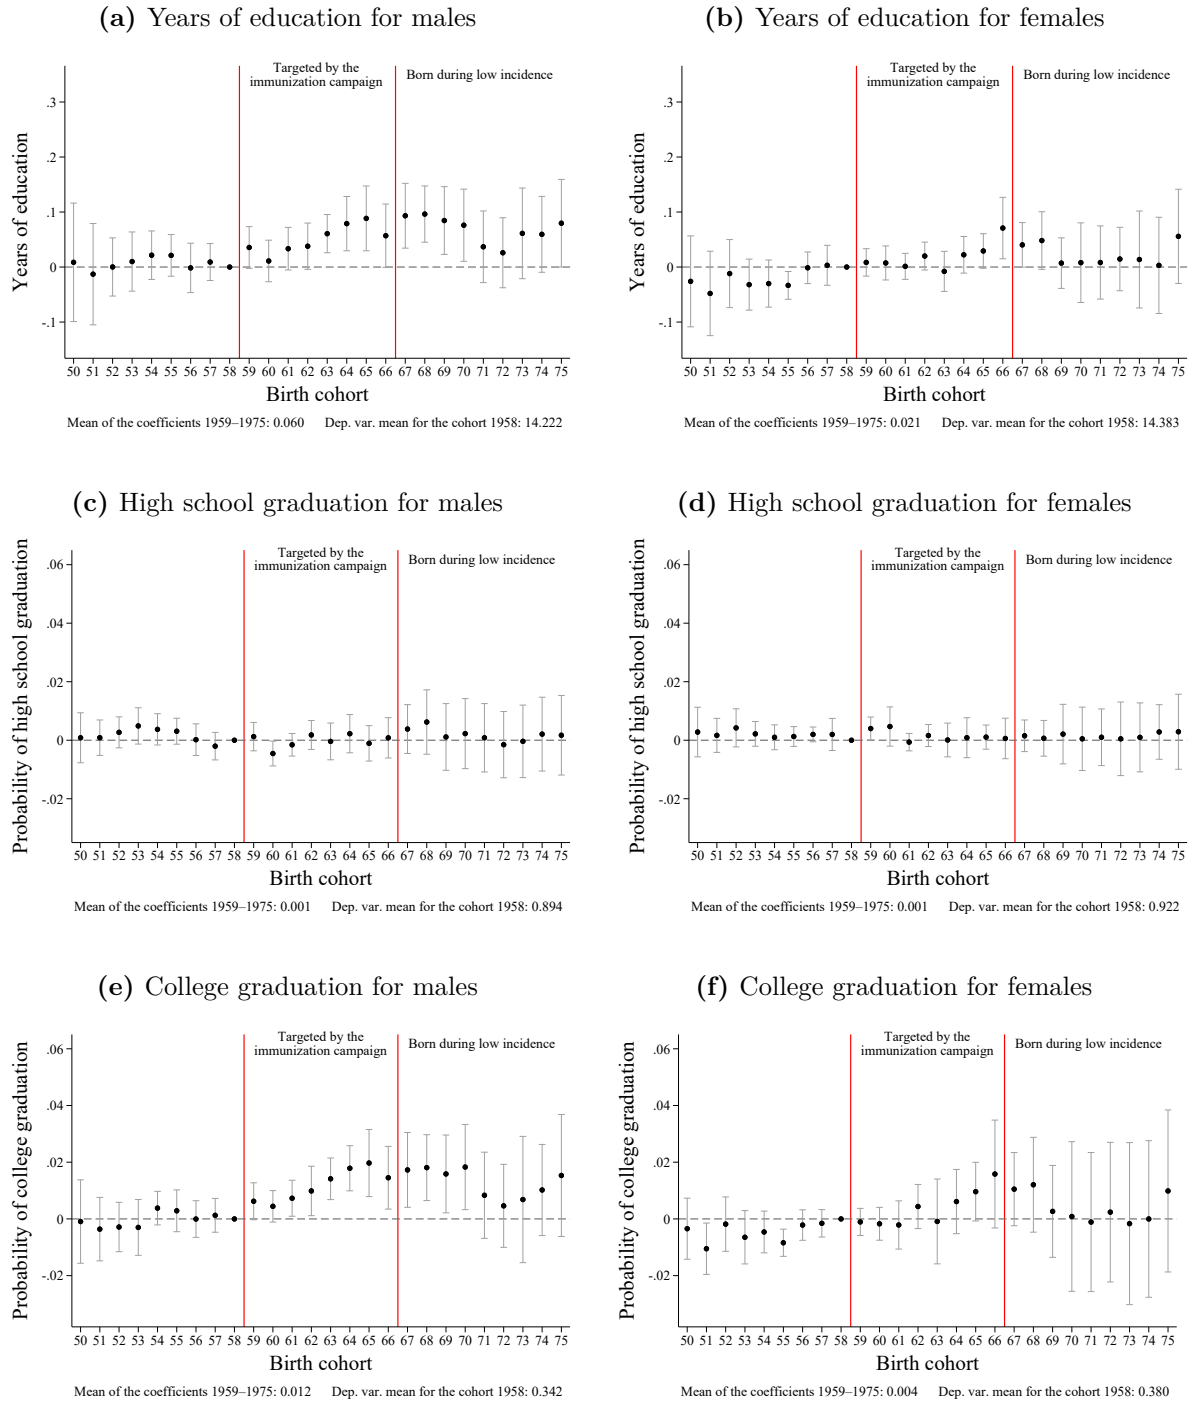 (a) Years of education for males
Targeted by the
immunization campaign
Born during low incidence
Years of education
.3
.2
.1
0
-.1
50 51 52 53 54 55 56 57 58 59 60 61 62 63 64 65 66 67 68 69 70 71 72 73 74 75
Birth cohort
Mean of the coefficients 1959–1975: 0.060 Dep. var. mean for the cohort 1958: 14.222
(b) Years of education for females
Targeted by the
immunization campaign
Born during low incidence
Years of education
.3
.2
.1
0
-.1
50 51 52 53 54 55 56 57 58 59 60 61 62 63 64 65 66 67 68 69 70 71 72 73 74 75
Birth cohort
Mean of the coefficients 1959–1975: 0.021 Dep. var. mean for the cohort 1958: 14.383
(c) High school graduation for males
Targeted by the
immunization campaign
Born during low incidence
Probability of high school graduation
.06
.04
.02
0
-.02
50 51 52 53 54 55 56 57 58 59 60 61 62 63 64 65 66 67 68 69 70 71 72 73 74 75
Birth cohort
Mean of the coefficients 1959–1975: 0.001 Dep. var. mean for the cohort 1958: 0.894
(d) High school graduation for females
Targeted by the
immunization campaign
Born during low incidence
Probability of high school graduation
.06
.04
.02
0
-.02
50 51 52 53 54 55 56 57 58 59 60 61 62 63 64 65 66 67 68 69 70 71 72 73 74 75
Birth cohort
Mean of the coefficients 1959–1975: 0.001 Dep. var. mean for the cohort 1958: 0.922
(e) College graduation for males
Targeted by the
immunization campaign
Born during low incidence
Probability of college graduation
.06
.04
.02
0
-.02
50 51 52 53 54 55 56 57 58 59 60 61 62 63 64 65 66 67 68 69 70 71 72 73 74 75
Birth cohort
Mean of the coefficients 1959–1975: 0.012 Dep. var. mean for the cohort 1958: 0.342
(f) College graduation for females
Targeted by the
immunization campaign
Born during low incidence
Probability of college graduation
.06
.04
.02
0
-.02
50 51 52 53 54 55 56 57 58 59 60 61 62 63 64 65 66 67 68 69 70 71 72 73 74 75
Birth cohort
Mean of the coefficients 1959–1975: 0.004 Dep. var. mean for the cohort 1958: 0.380